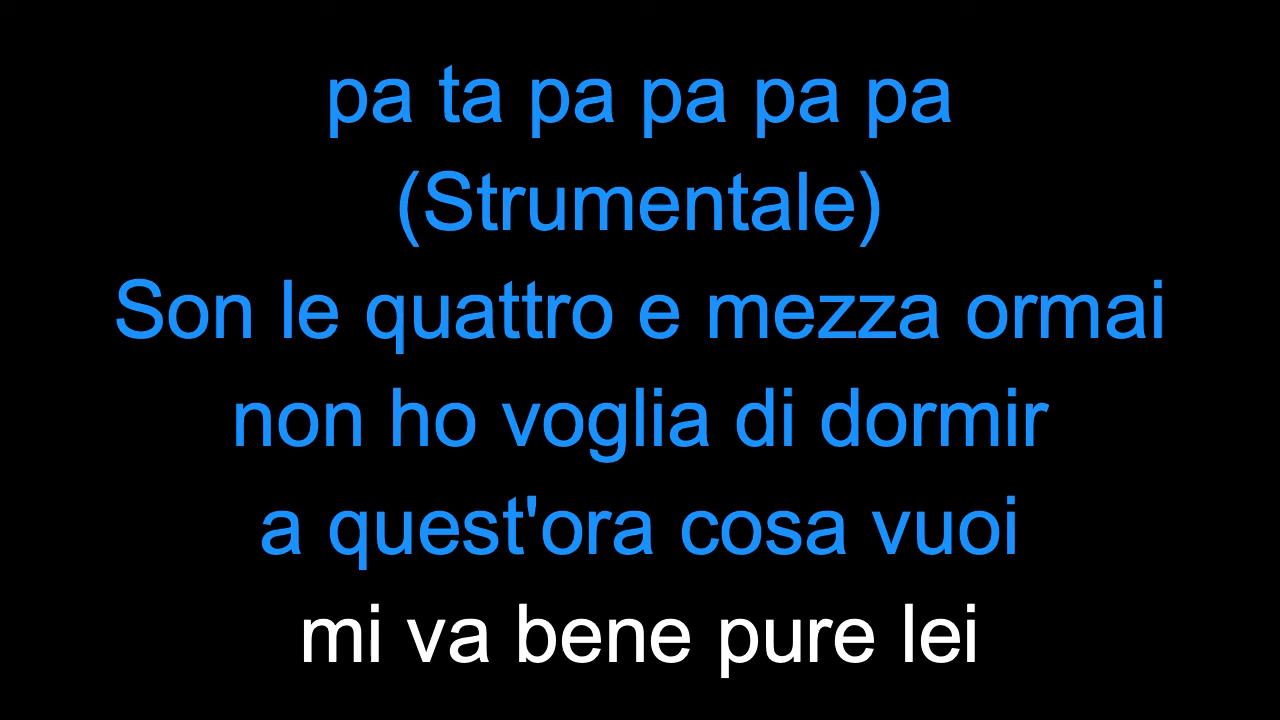 pa ta pa pa pa pa
(Strumentale)
Son le quattro e mezza ormai
non ho voglia di dormir
a quest'ora cosa vuoi
mi va bene pure lei